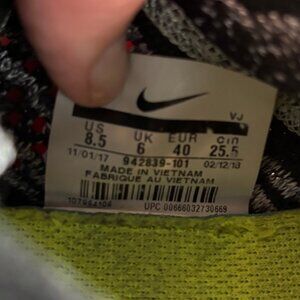 VJ
US UK EUR cm
8.5 6 40 25.5
11/01/17 942839-101 02/12/18
MADE IN VIETNAM
FABRIQUE AU VIETNAM
UPC 00666032730669